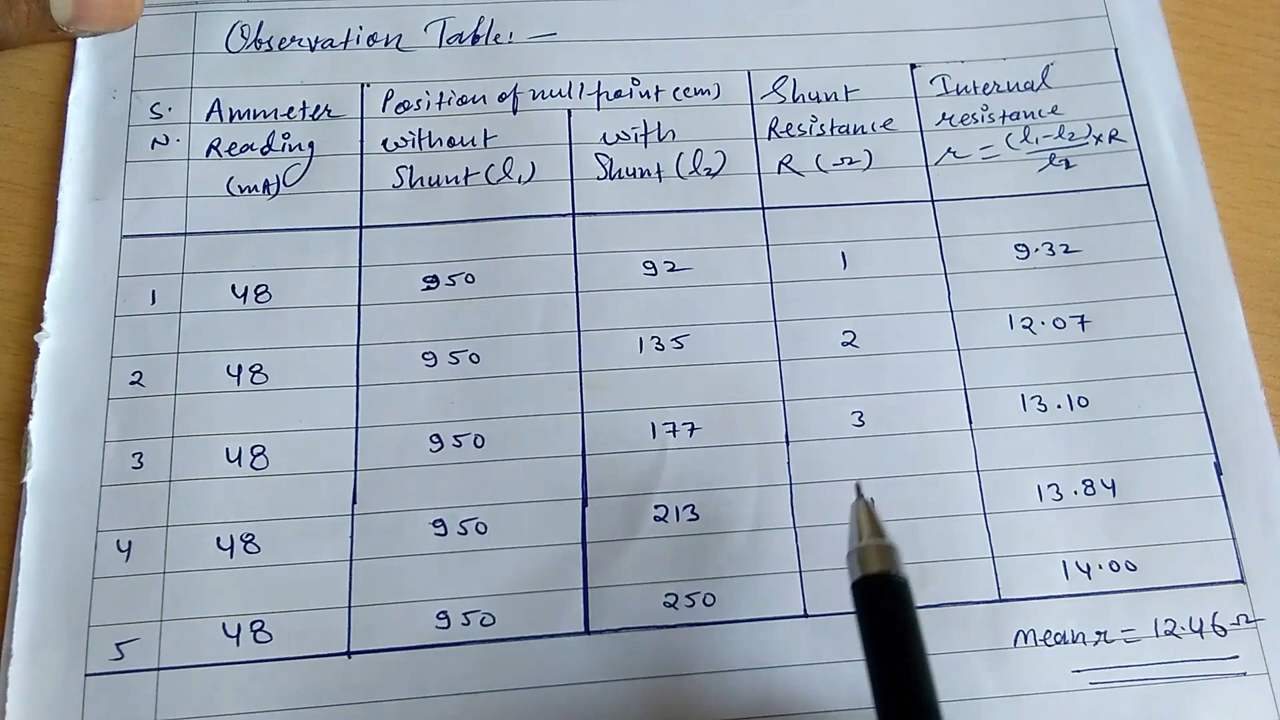 Observation Table: —
S. N. Ammeter Reading (mA) Position of null point (cm) Shunt Resistance R (Ω) Internal resistance r = (l₁-l₂)/l₂ × R
without Shunt (l₁) with Shunt (l₂)
1 48 950 92 1 9.32
2 48 950 135 2 12.07
3 48 950 177 3 13.10
4 48 950 213 13.84
5 48 950 250 14.00
mean r = 12.46 Ω